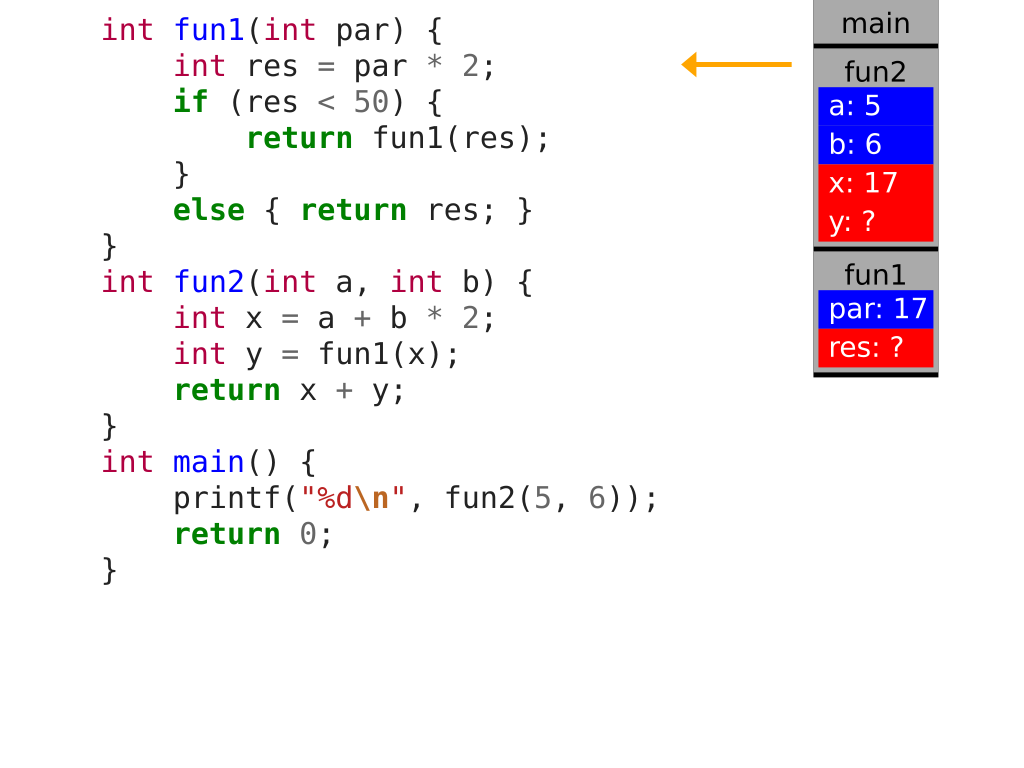 int fun1(int par) {
    int res = par * 2;
    if (res < 50) {
        return fun1(res);
    }
    else { return res; }
}
int fun2(int a, int b) {
    int x = a + b * 2;
    int y = fun1(x);
    return x + y;
}
int main() {
    printf("%d\n", fun2(5, 6));
    return 0;
}
main
fun2
a: 5
b: 6
x: 17
y: ?
fun1
par: 17
res: ?